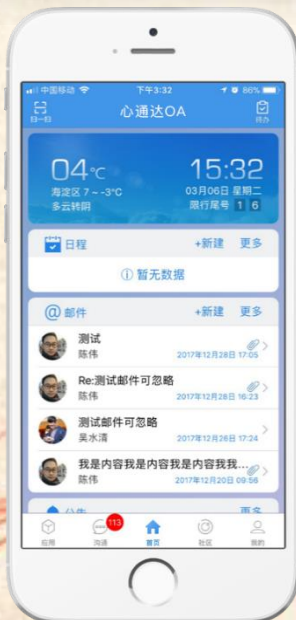 中国移动 下午3:32 86%
扫一扫 心通达OA 待办
04℃ 15:32
海淀区 7 ~ -3℃ 03月06日 星期二
多云转阴 限行尾号 1 6
日程 +新建 更多
暂无数据
@ 邮件 +新建 更多
测试
陈伟 2017年12月28日 17:05
Re:测试邮件可忽略
陈伟 2017年12月28日 16:23
测试邮件可忽略
吴水清 2017年12月26日 17:24
我是内容我是内容我是内容我我...
陈伟 2017年12月20日 09:56
公告 更多
113
应用 沟通 首页 社区 我的